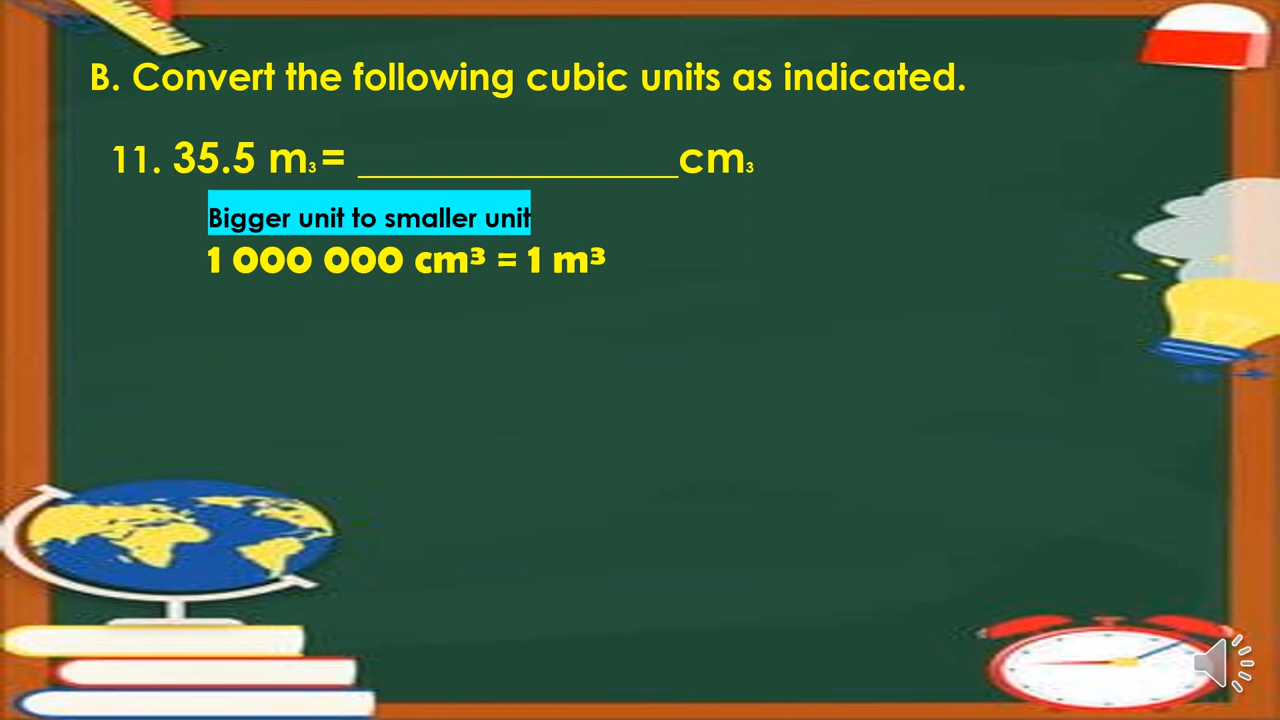 B. Convert the following cubic units as indicated.
11. 35.5 m₃ = ________________cm₃
Bigger unit to smaller unit
1 000 000 cm³ = 1 m³